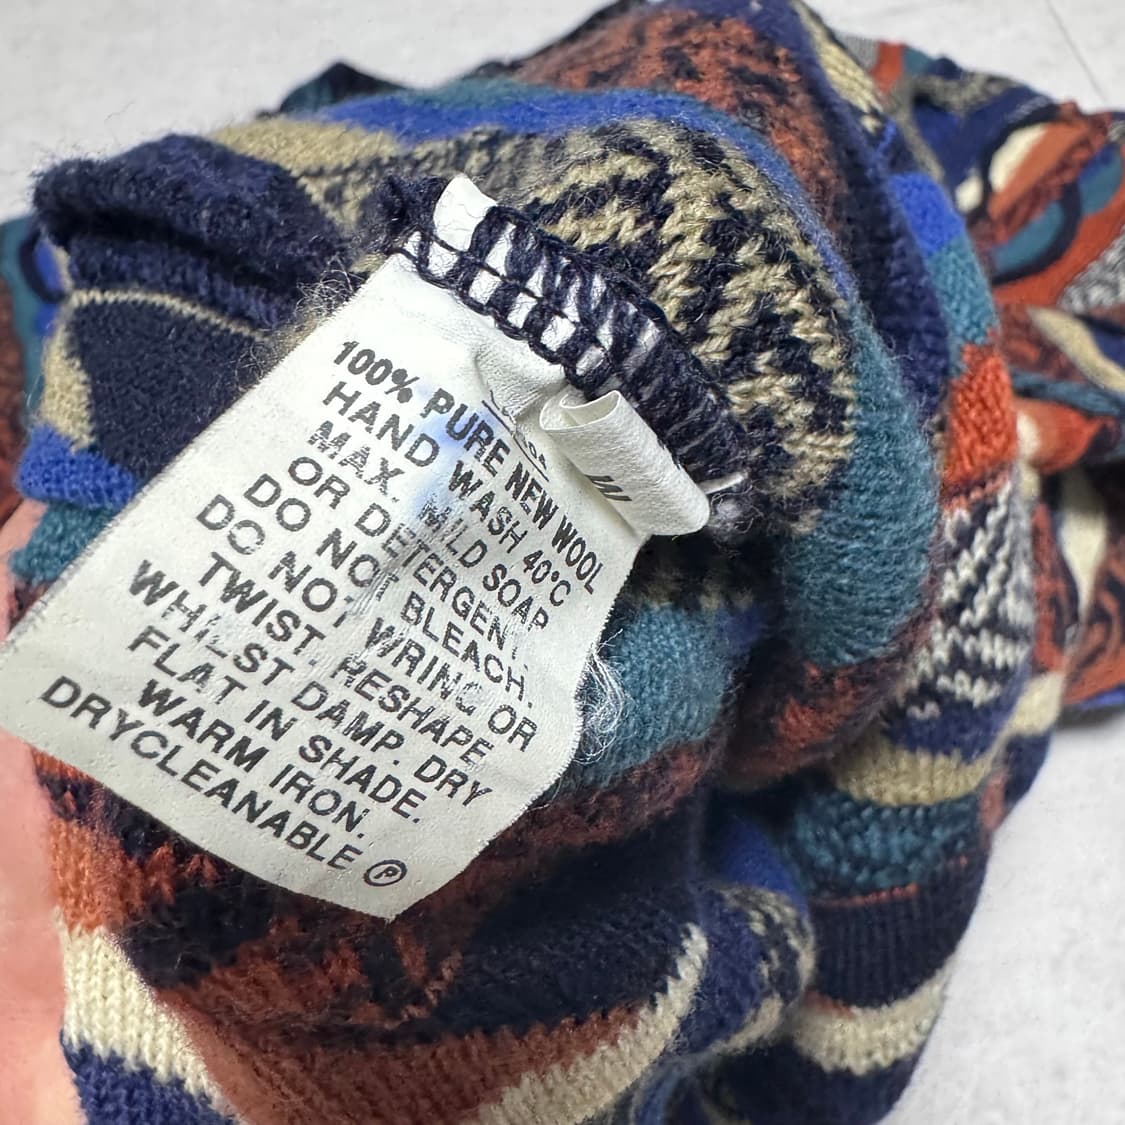 100% PURE NEW WOOL
HAND WASH 40°C
MAX. MILD SOAP
OR DETERGENT.
DO NOT BLEACH.
DO NOT WRING OR
TWIST. RESHAPE
WHILST DAMP. DRY
FLAT IN SHADE.
WARM IRON.
DRYCLEANABLE Ⓟ